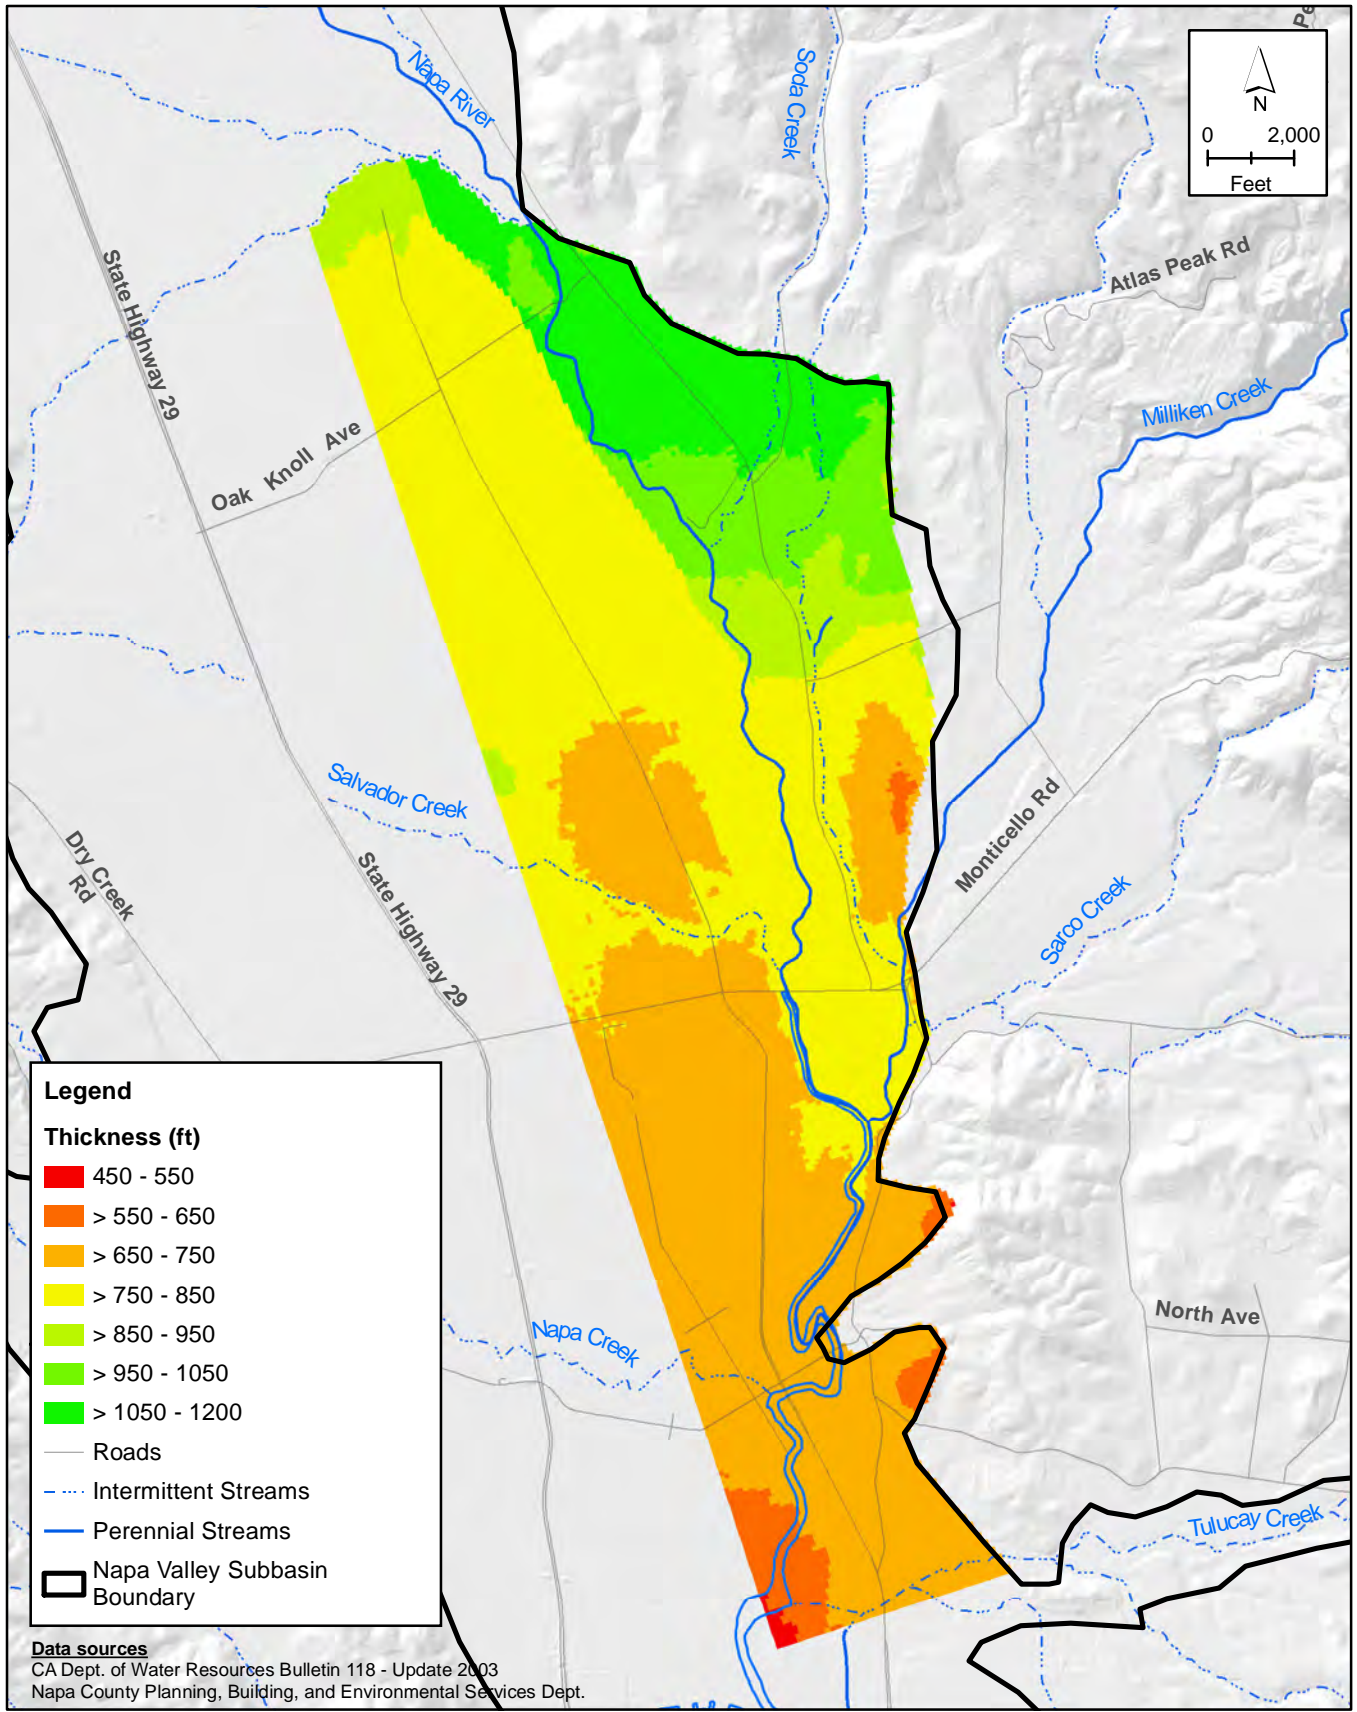 Pe
N
0 2,000
Feet
Napa River
Soda Creek
State Highway 29
Atlas Peak Rd
Milliken Creek
Oak Knoll Ave
Salvador Creek
Monticello Rd
Dry Creek
Rd
State Highway 29
Sarco Creek
North Ave
Napa Creek
Tulucay Creek
Legend
Thickness (ft)
450 - 550
> 550 - 650
> 650 - 750
> 750 - 850
> 850 - 950
> 950 - 1050
> 1050 - 1200
Roads
Intermittent Streams
Perennial Streams
Napa Valley Subbasin
Boundary
Data sources
CA Dept. of Water Resources Bulletin 118 - Update 2003
Napa County Planning, Building, and Environmental Services Dept.